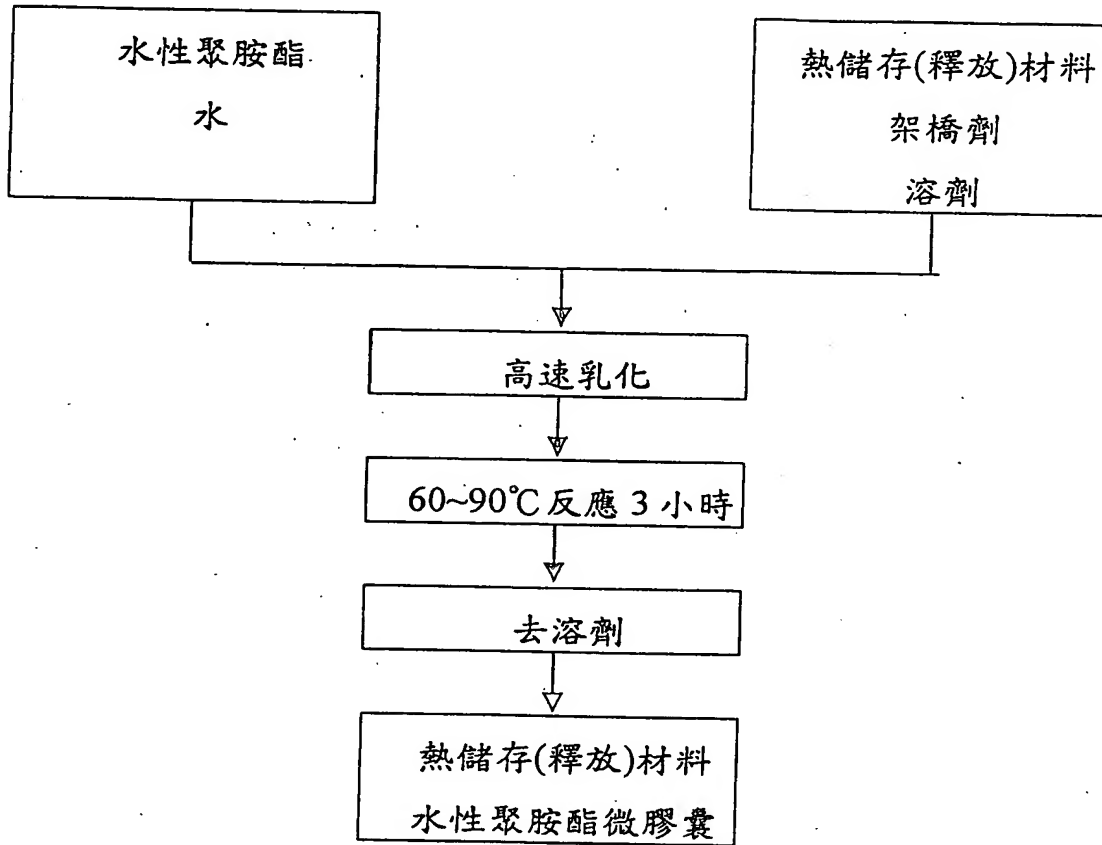 水性聚胺酯
水
熱儲存(釋放)材料
架橋劑
溶劑
高速乳化
60~90℃反應 3 小時
去溶劑
熱儲存(釋放)材料
水性聚胺酯微膠囊